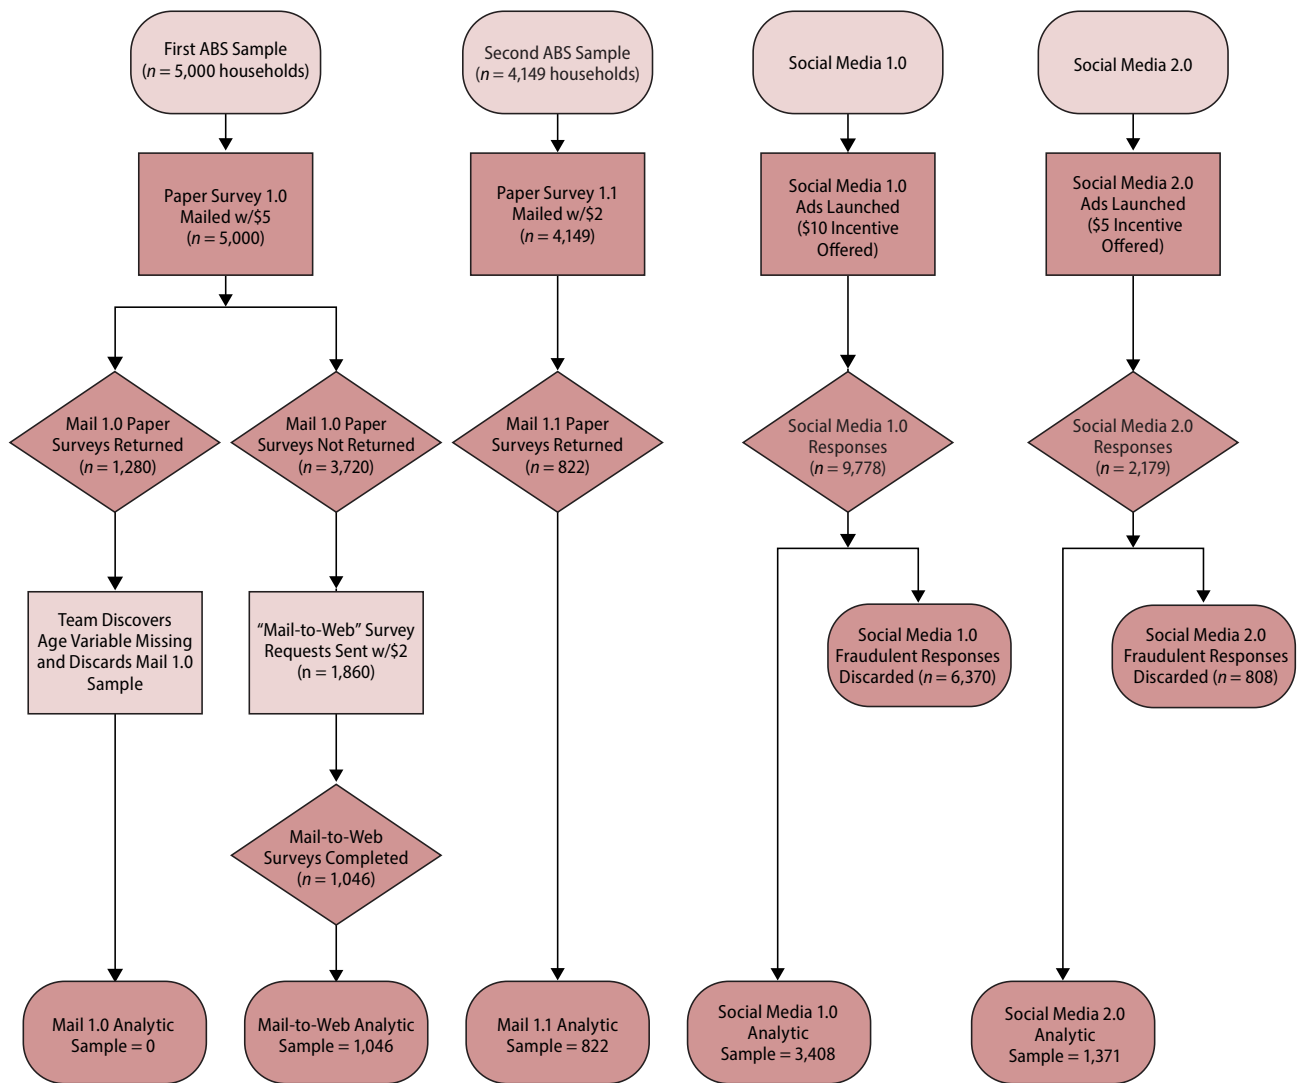 First ABS Sample
(n = 5,000 households)
Second ABS Sample
(n = 4,149 households)
Social Media 1.0
Social Media 2.0
Paper Survey 1.0
Mailed w/$5
(n = 5,000)
Paper Survey 1.1
Mailed w/$2
(n = 4,149)
Social Media 1.0
Ads Launched
($10 Incentive
Offered)
Social Media 2.0
Ads Launched
($5 Incentive
Offered)
Mail 1.0 Paper
Surveys Returned
(n = 1,280)
Mail 1.0 Paper
Surveys Not Returned
(n = 3,720)
Mail 1.1 Paper
Surveys Returned
(n = 822)
Social Media 1.0
Responses
(n = 9,778)
Social Media 2.0
Responses
(n = 2,179)
Team Discovers
Age Variable Missing
and Discards Mail 1.0
Sample
“Mail-to-Web” Survey
Requests Sent w/$2
(n = 1,860)
Social Media 1.0
Fraudulent Responses
Discarded (n = 6,370)
Social Media 2.0
Fraudulent Responses
Discarded (n = 808)
Mail-to-Web
Surveys Completed
(n = 1,046)
Mail 1.0 Analytic
Sample = 0
Mail-to-Web Analytic
Sample = 1,046
Mail 1.1 Analytic
Sample = 822
Social Media 1.0
Analytic
Sample = 3,408
Social Media 2.0
Analytic
Sample = 1,371